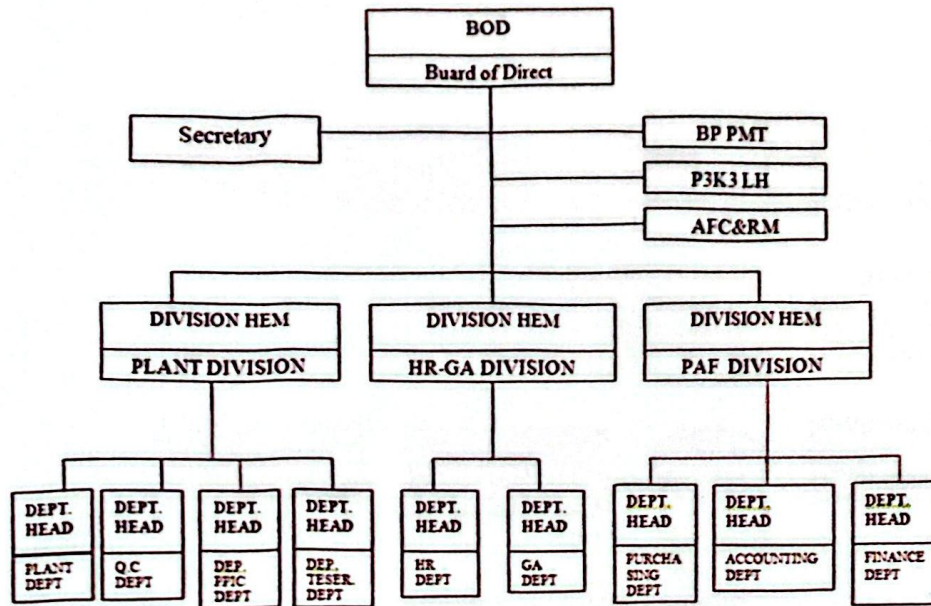 BOD
Buard of Direct
Secretary
BP PMT
P3K3 LH
AFC&RM
DIVISION HEM
PLANT DIVISION
DIVISION HEM
HR-GA DIVISION
DIVISION HEM
PAF DIVISION
DEPT.
HEAD
PLANT
DEPT
DEPT.
HEAD
Q.C
DEPT
DEPT.
HEAD
DEP.
PPIC
DEPT
DEPT.
HEAD
DEP.
TESER.
DEPT
DEPT.
HEAD
HR
DEPT
DEPT.
HEAD
GA
DEPT
DEPT.
HEAD
PURCHA
SING
DEPT
DEPT.
HEAD
ACCOUNTING
DEPT
DEPT.
HEAD
FINANCE
DEPT